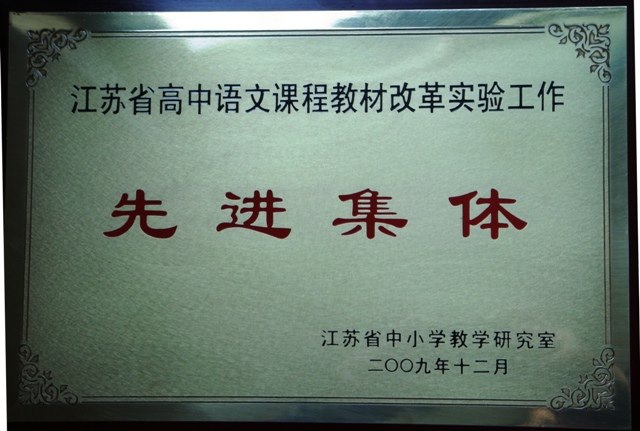 江苏省高中语文课程教材改革实验工作
先进集体
江苏省中小学教学研究室
二〇〇九年十二月